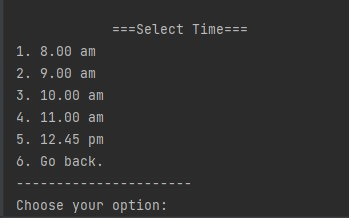 ===Select Time===
1. 8.00 am
2. 9.00 am
3. 10.00 am
4. 11.00 am
5. 12.45 pm
6. Go back.
----------------------
Choose your option: